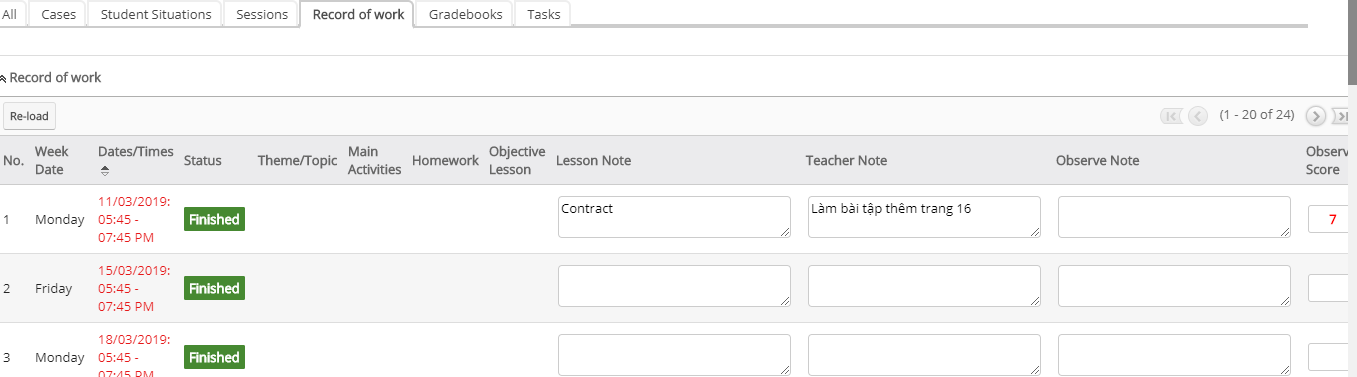 All Cases Student Situations Sessions Record of work Gradebooks Tasks
Record of work
Re-load (1 - 20 of 24)
No. Week Date Dates/Times Status Theme/Topic Main Activities Homework Objective Lesson Lesson Note Teacher Note Observe Note Observ Score
1 Monday 11/03/2019: 05:45 - 07:45 PM Finished Contract Làm bài tập thêm trang 16 7
2 Friday 15/03/2019: 05:45 - 07:45 PM Finished
3 Monday 18/03/2019: 05:45 - 07:45 PM Finished